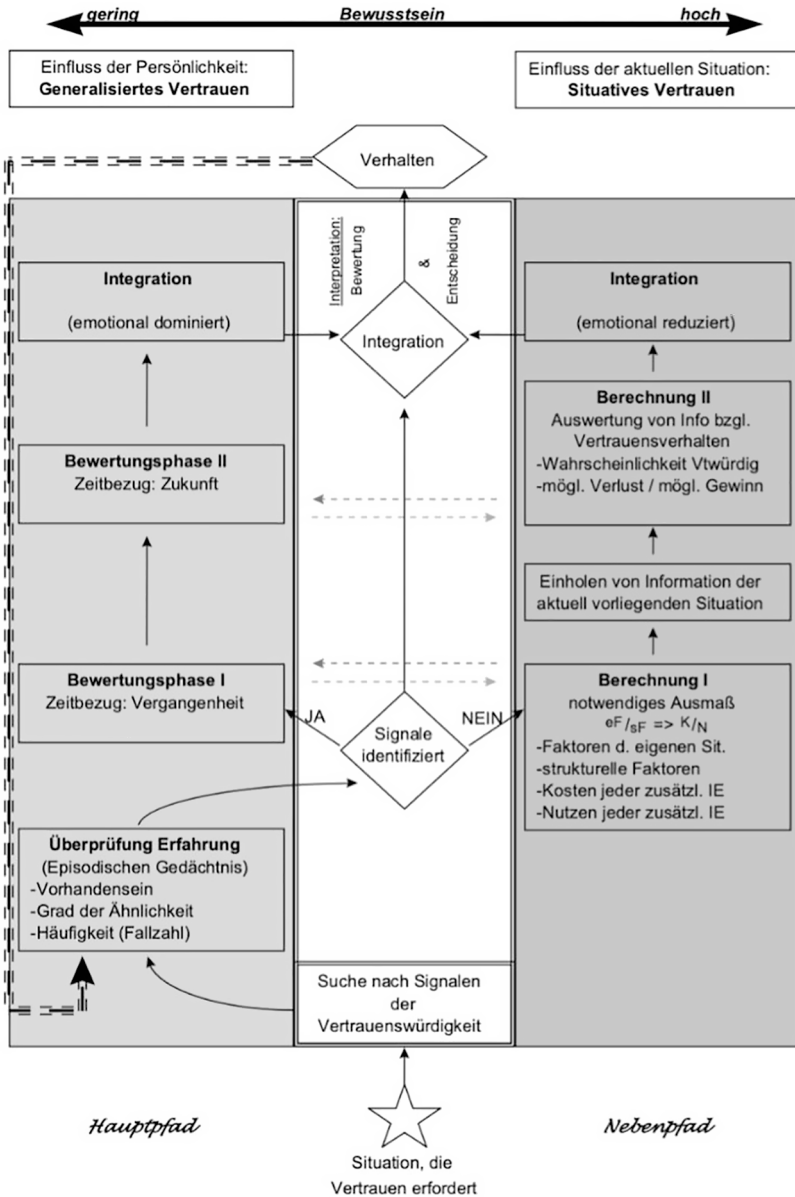 gering Bewusstsein hoch
Einfluss der Persönlichkeit:
Generalisiertes Vertrauen
Einfluss der aktuellen Situation:
Situatives Vertrauen
Verhalten
Interpretation:
Bewertung
&
Entscheidung
Integration
(emotional dominiert)
Integration
Integration
(emotional reduziert)
Bewertungsphase II
Zeitbezug: Zukunft
Berechnung II
Auswertung von Info bzgl.
Vertrauensverhalten
-Wahrscheinlichkeit Vtwürdig
-mögl. Verlust / mögl. Gewinn
Einholen von Information der
aktuell vorliegenden Situation
Bewertungsphase I
Zeitbezug: Vergangenheit
JA
Signale
identifiziert
NEIN
Berechnung I
notwendiges Ausmaß
eF/sF => K/N
-Faktoren d. eigenen Sit.
-strukturelle Faktoren
-Kosten jeder zusätzl. IE
-Nutzen jeder zusätzl. IE
Überprüfung Erfahrung
(Episodischen Gedächtnis)
-Vorhandensein
-Grad der Ähnlichkeit
-Häufigkeit (Fallzahl)
Suche nach Signalen
der
Vertrauenswürdigkeit
Hauptpfad
Nebenpfad
Situation, die
Vertrauen erfordert